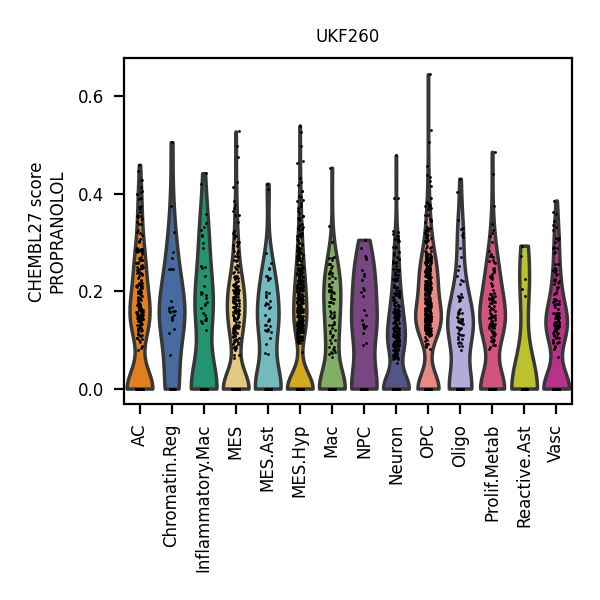 UKF260
CHEMBL27 score
PROPRANOLOL
0.6
0.4
0.2
0.0
AC
Chromatin.Reg
Inflammatory.Mac
MES
MES.Ast
MES.Hyp
Mac
NPC
Neuron
OPC
Oligo
Prolif.Metab
Reactive.Ast
Vasc